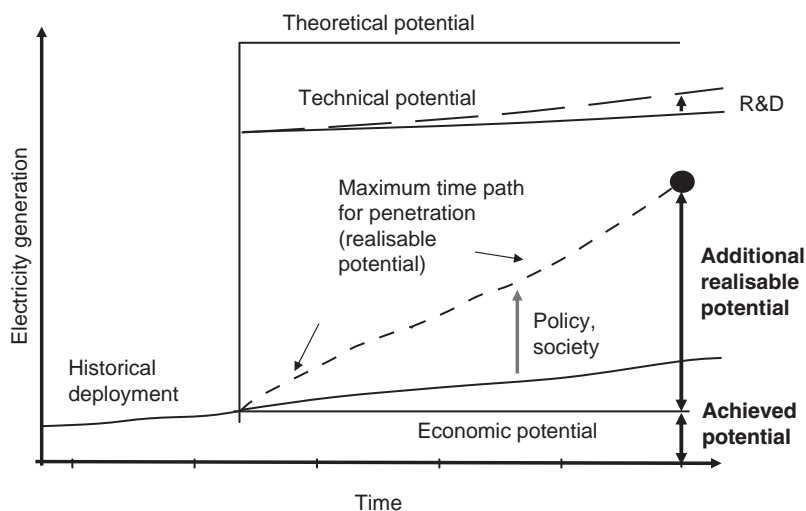 Theoretical potential
Technical potential
R&D
Maximum time path
for penetration
(realisable
potential)
Additional
realisable
potential
Policy,
society
Historical
deployment
Economic potential
Achieved
potential
Electricity generation
Time